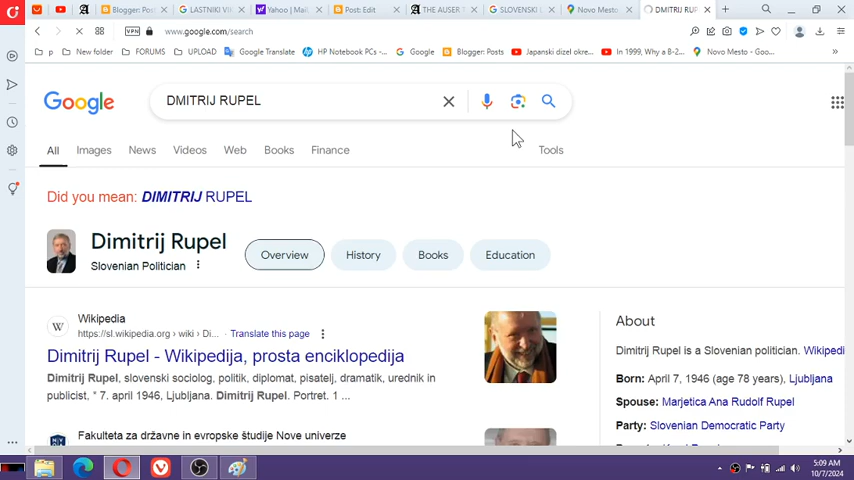 Blogger: Post
LASTNIKI VIK
Yahoo | Mail
Post: Edit
THE AUSER T
SLOVENSKI L
Novo Mesto
DMITRIJ RUP
VPN
www.google.com/search
p
New folder
FORUMS
UPLOAD
Google Translate
HP Notebook PCs -...
Google
Blogger: Posts
Japanski dizel okre...
In 1999, Why a B-2...
Novo Mesto - Goo...
Google
DMITRIJ RUPEL
All
Images
News
Videos
Web
Books
Finance
Tools
Did you mean: DIMITRIJ RUPEL
Dimitrij Rupel
Slovenian Politician
Overview
History
Books
Education
W
Wikipedia
https://sl.wikipedia.org › wiki › Di... · Translate this page
Dimitrij Rupel - Wikipedija, prosta enciklopedija
Dimitrij Rupel, slovenski sociolog, politik, diplomat, pisatelj, dramatik, urednik in
publicist, * 7. april 1946, Ljubljana. Dimitrij Rupel. Portret. 1 ...
Fakulteta za državne in evropske študije Nove univerze
About
Dimitrij Rupel is a Slovenian politician. Wikipedi
Born: April 7, 1946 (age 78 years), Ljubljana
Spouse: Marjetica Ana Rudolf Rupel
Party: Slovenian Democratic Party
5:09 AM
10/7/2024